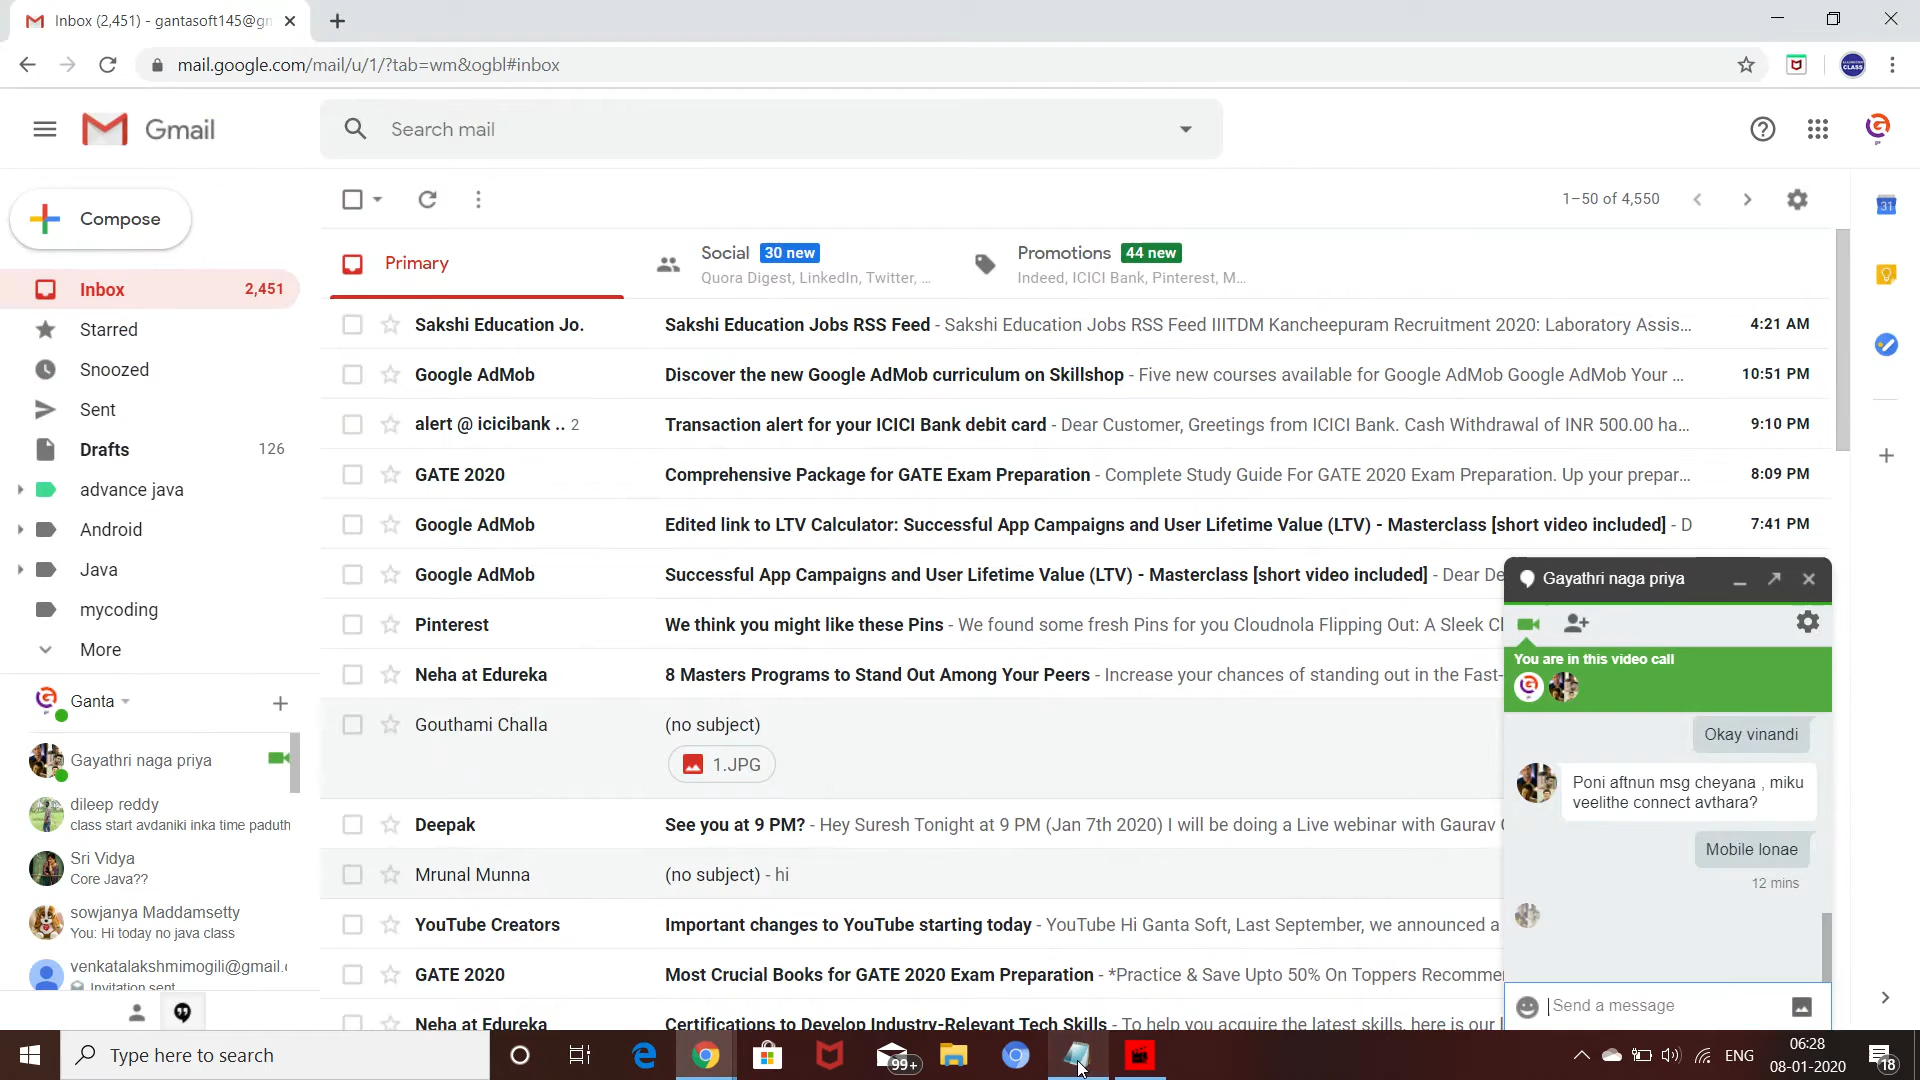 Inbox (2,451) - gantasoft145@gm
mail.google.com/mail/u/1/?tab=wm&ogbl#inbox
CLASS
Gmail
Search mail
Compose
1–50 of 4,550
31
Primary
Social 30 new
Quora Digest, LinkedIn, Twitter, ...
Promotions 44 new
Indeed, ICICI Bank, Pinterest, M...
Inbox 2,451
Starred
Snoozed
Sent
Drafts 126
advance java
Android
Java
mycoding
More
Ganta
Gayathri naga priya
dileep reddy
class start avdaniki inka time paduth
Sri Vidya
Core Java??
sowjanya Maddamsetty
You: Hi today no java class
venkatalakshmimogili@gmail.
Invitation sent
Sakshi Education Jo. Sakshi Education Jobs RSS Feed - Sakshi Education Jobs RSS Feed IIITDM Kancheepuram Recruitment 2020: Laboratory Assis... 4:21 AM
Google AdMob Discover the new Google AdMob curriculum on Skillshop - Five new courses available for Google AdMob Google AdMob Your ... 10:51 PM
alert @ icicibank .. 2 Transaction alert for your ICICI Bank debit card - Dear Customer, Greetings from ICICI Bank. Cash Withdrawal of INR 500.00 ha... 9:10 PM
GATE 2020 Comprehensive Package for GATE Exam Preparation - Complete Study Guide For GATE 2020 Exam Preparation. Up your prepar... 8:09 PM
Google AdMob Edited link to LTV Calculator: Successful App Campaigns and User Lifetime Value (LTV) - Masterclass [short video included] - D 7:41 PM
Google AdMob Successful App Campaigns and User Lifetime Value (LTV) - Masterclass [short video included] - Dear De
Pinterest We think you might like these Pins - We found some fresh Pins for you Cloudnola Flipping Out: A Sleek Cl
Neha at Edureka 8 Masters Programs to Stand Out Among Your Peers - Increase your chances of standing out in the Fast-
Gouthami Challa (no subject)
1.JPG
Deepak See you at 9 PM? - Hey Suresh Tonight at 9 PM (Jan 7th 2020) I will be doing a Live webinar with Gaurav
Mrunal Munna (no subject) - hi
YouTube Creators Important changes to YouTube starting today - YouTube Hi Ganta Soft, Last September, we announced a
GATE 2020 Most Crucial Books for GATE 2020 Exam Preparation - *Practice & Save Upto 50% On Toppers Recomme
Neha at Edureka Certifications to Develop Industry-Relevant Tech Skills - To help you acquire the latest skills, here is our
Gayathri naga priya
You are in this video call
Okay vinandi
Poni aftnun msg cheyana , miku
veelithe connect avthara?
Mobile lonae
12 mins
Send a message
Type here to search
99+
ENG
06:28
08-01-2020
18